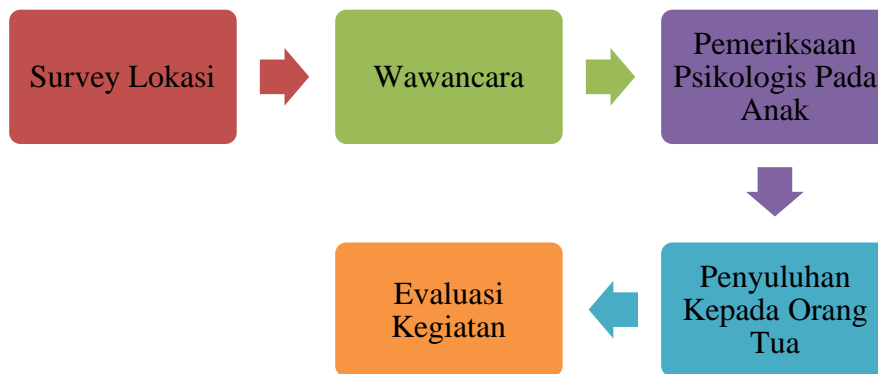 Survey Lokasi
Wawancara
Pemeriksaan
Psikologis Pada
Anak
Penyuluhan
Kepada Orang
Tua
Evaluasi
Kegiatan